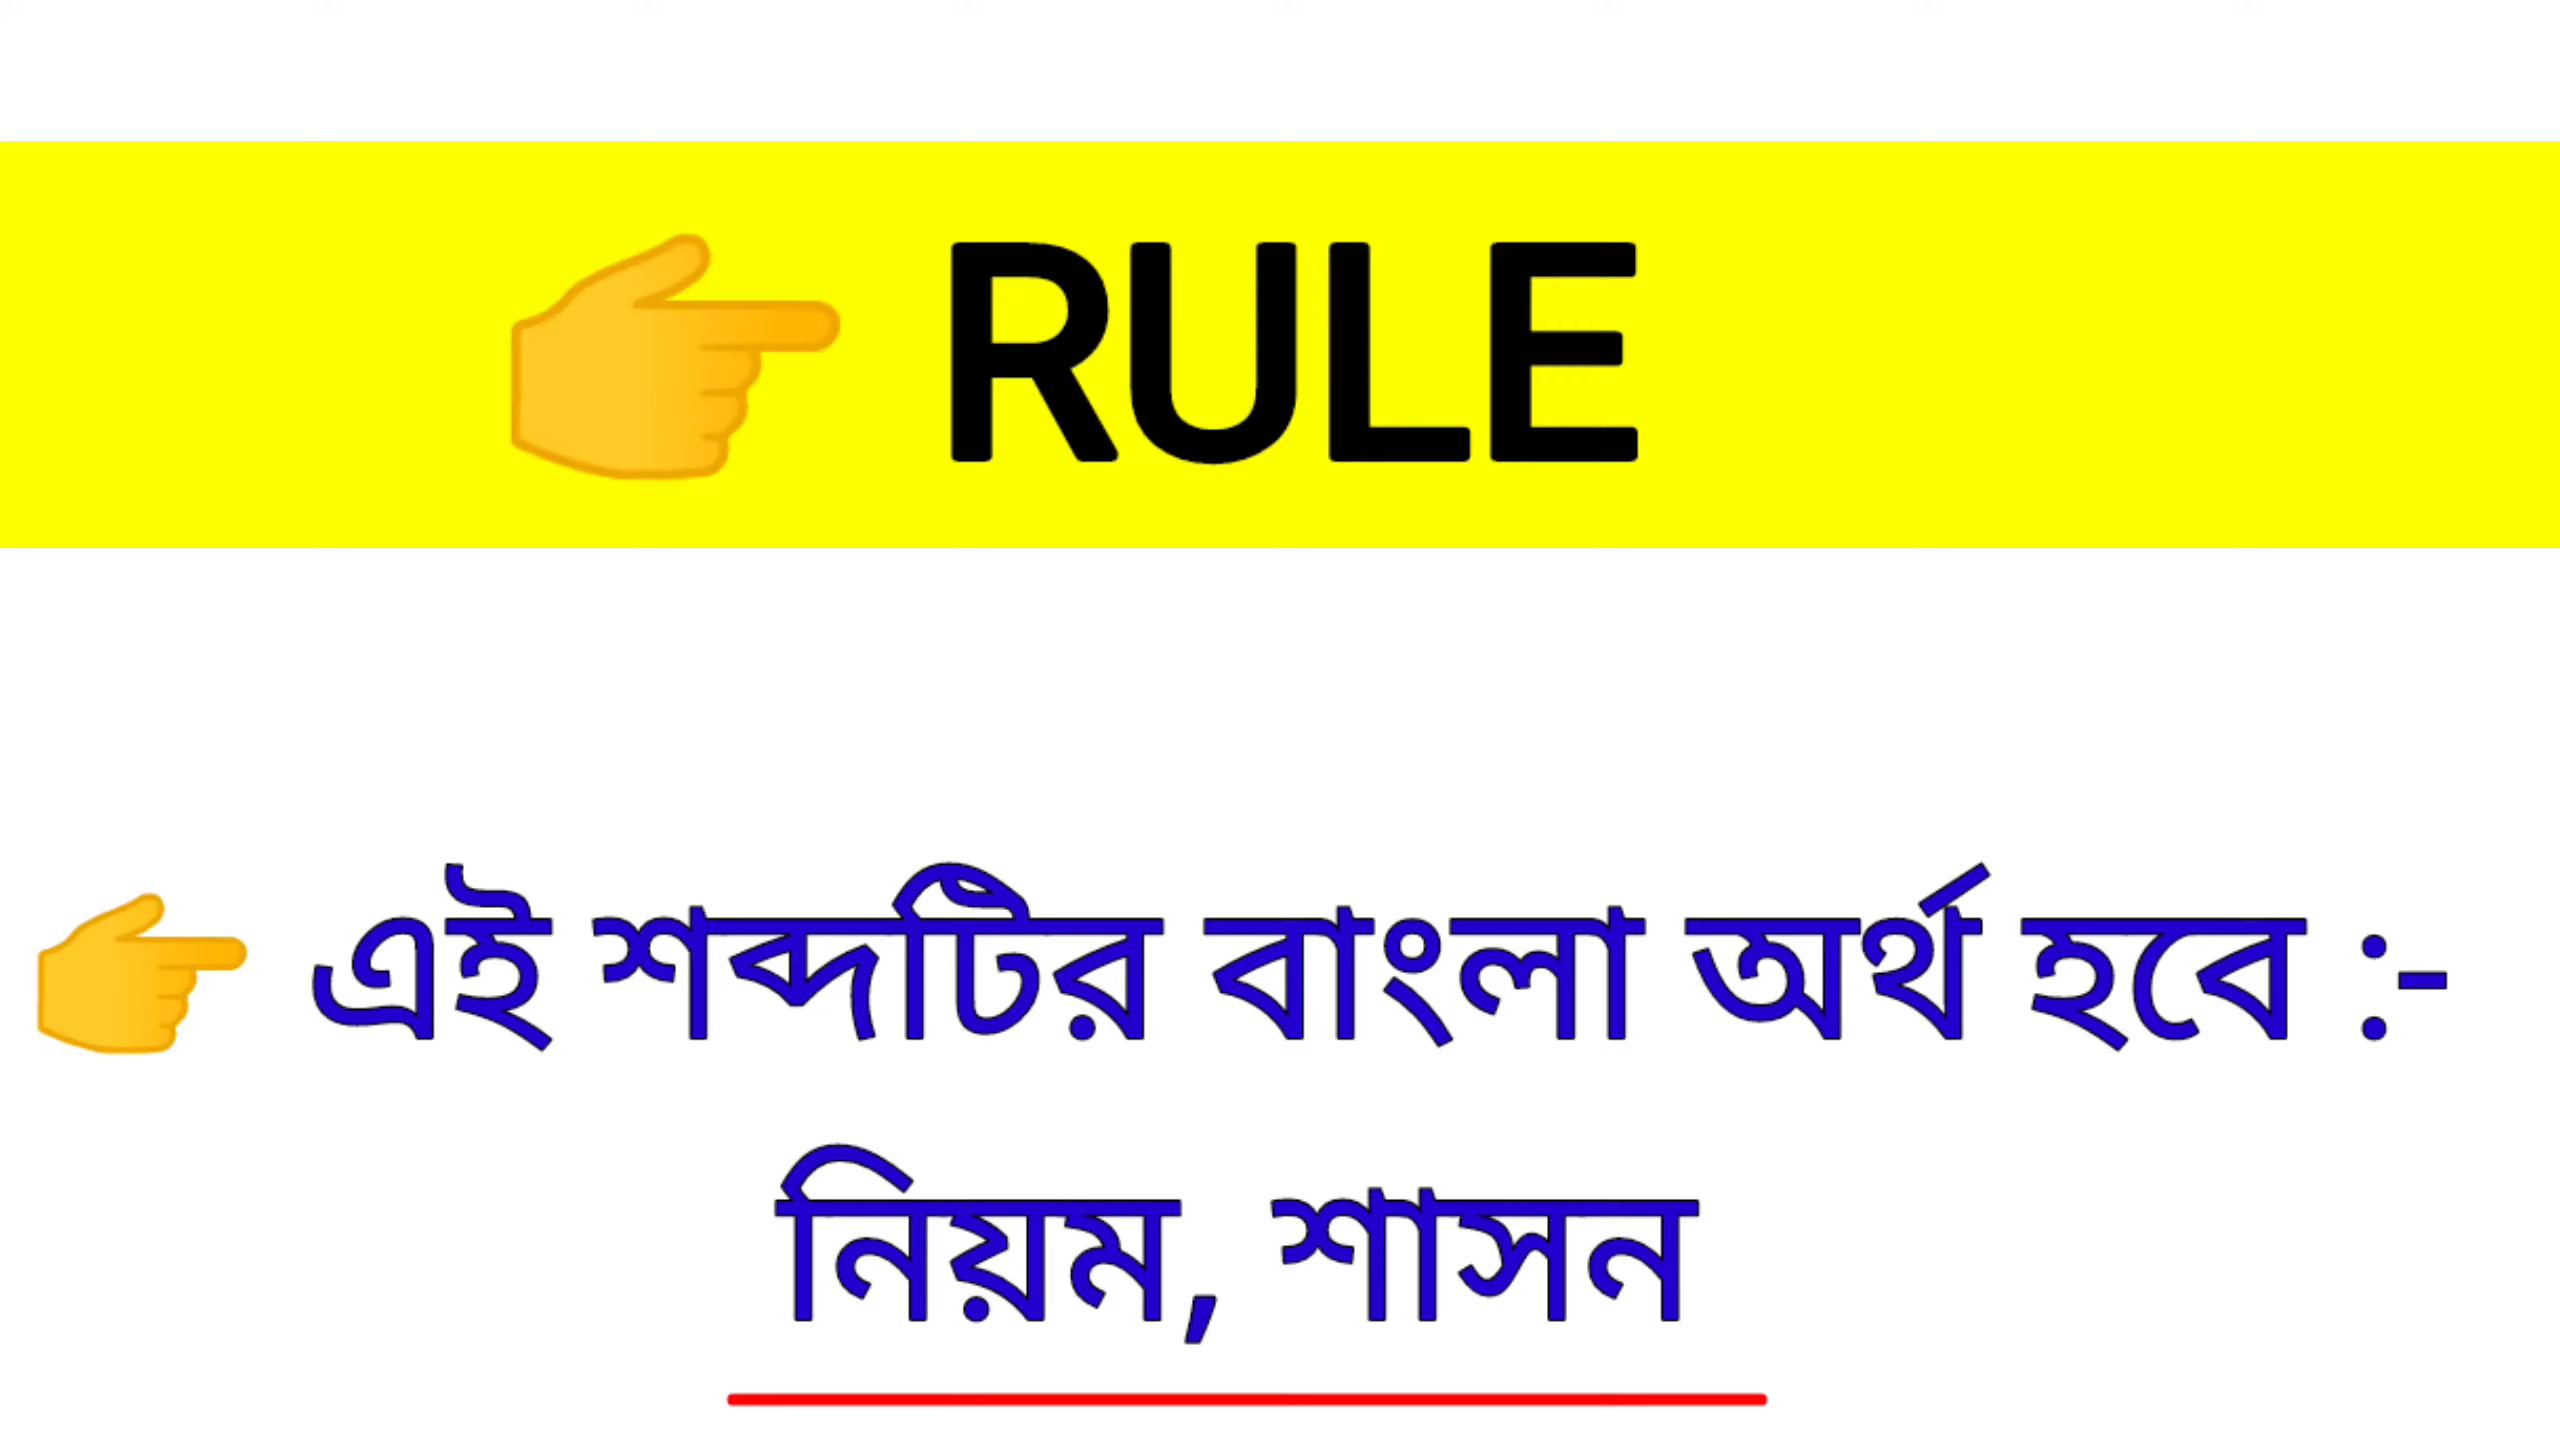 👉 RULE
👉 এই শব্দটির বাংলা অর্থ হবে :-
নিয়ম, শাসন